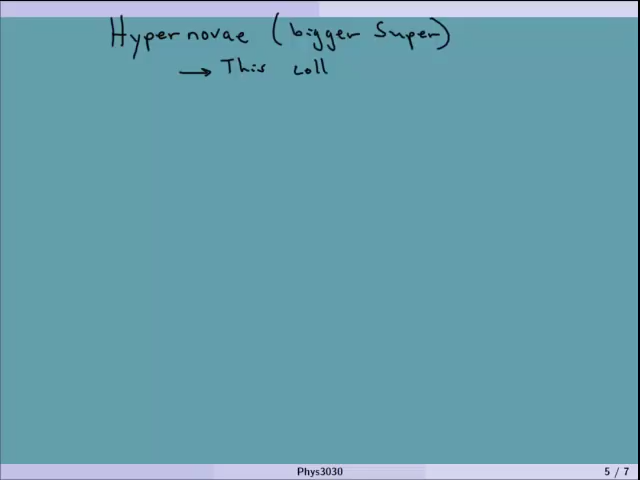 Hypernovae (bigger Super)
→ This coll
Phys3030
5 / 7